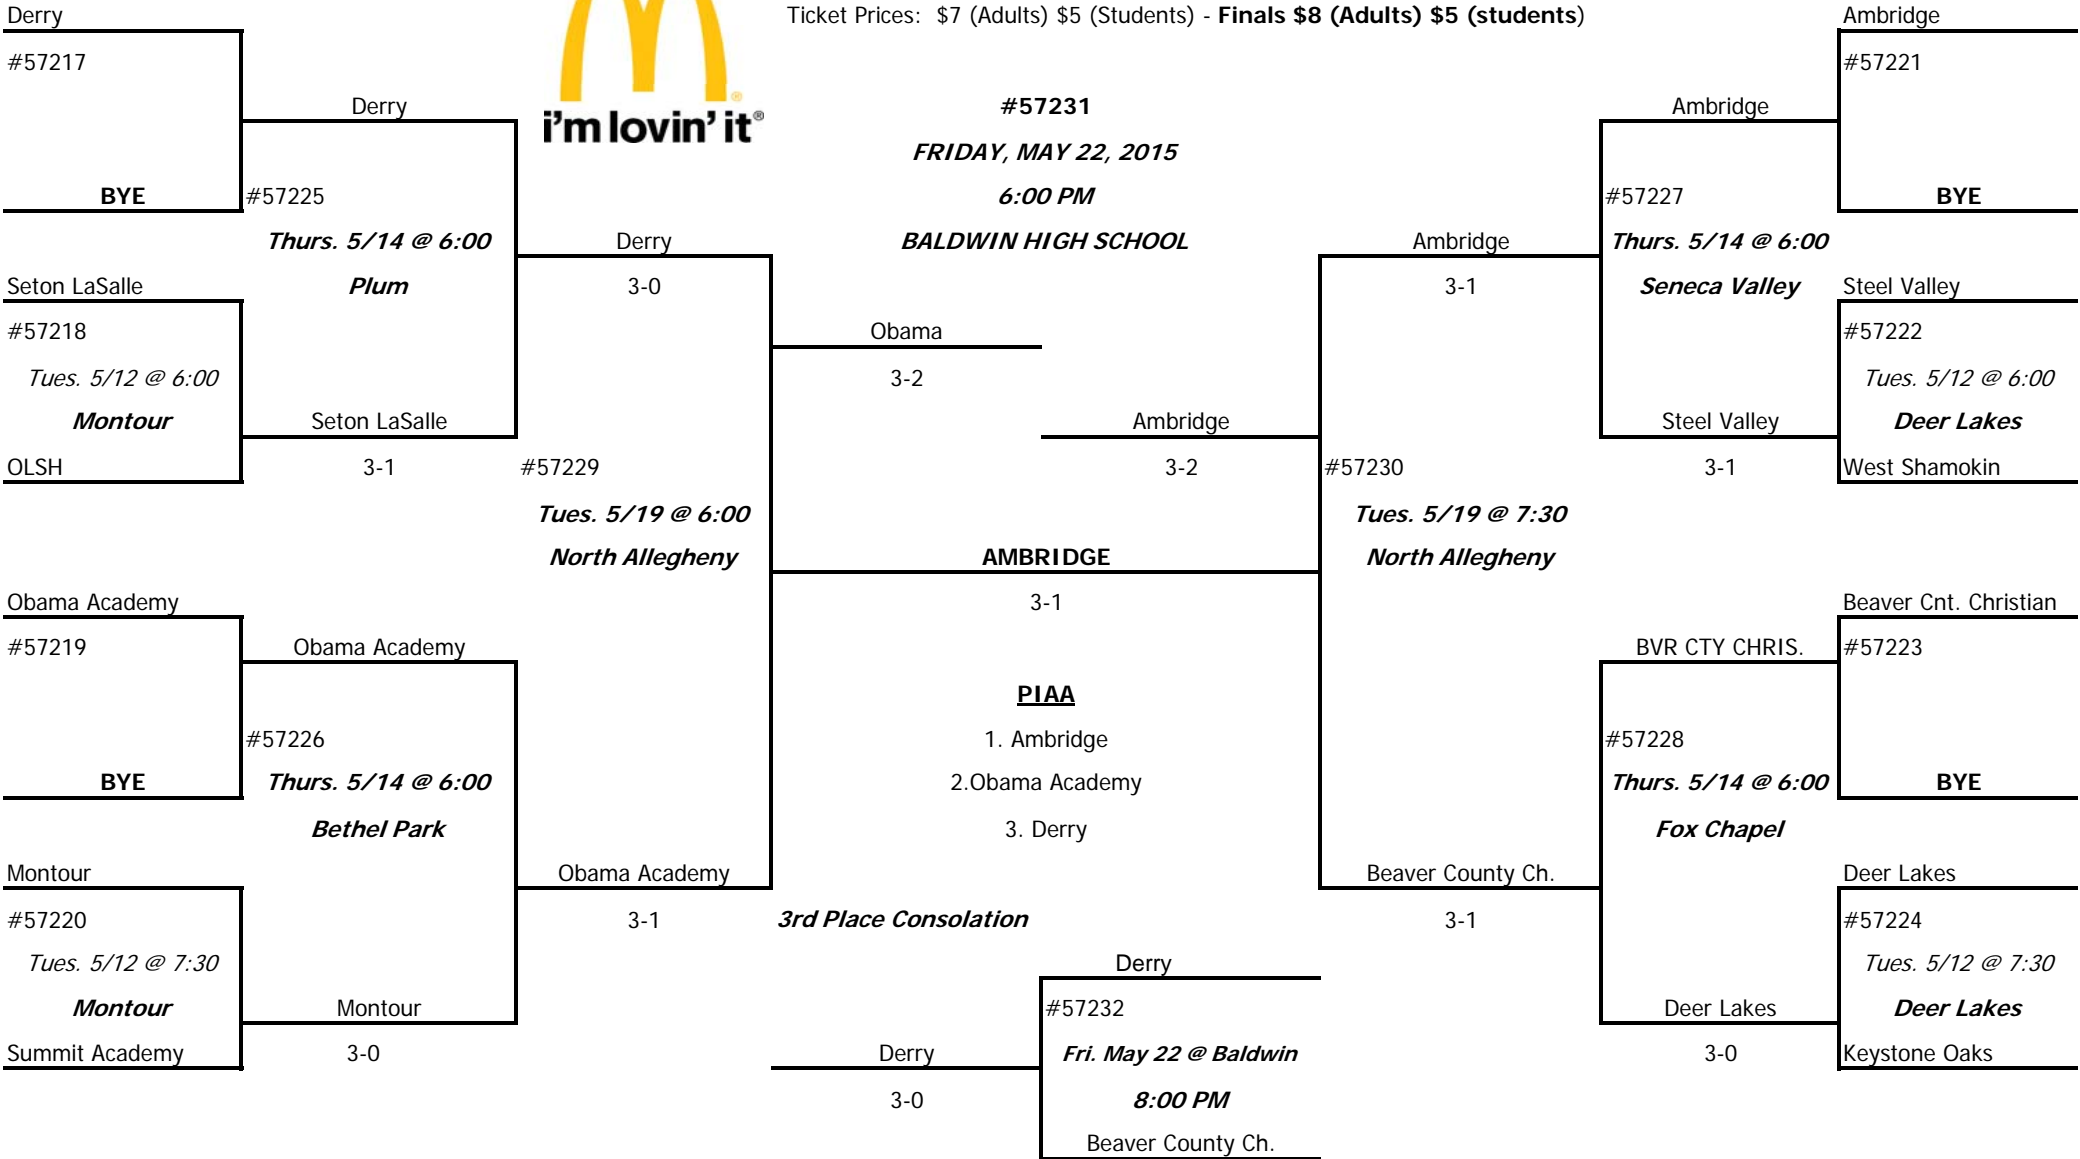 Derry
Ticket Prices: $7 (Adults) $5 (Students) - Finals $8 (Adults) $5 (students)
Ambridge
#57217
#57221
Derry
i'm lovin' it®
#57231
Ambridge
FRIDAY, MAY 22, 2015
BYE
#57225
6:00 PM
#57227
BYE
Thurs. 5/14 @ 6:00
Derry
BALDWIN HIGH SCHOOL
Ambridge
Thurs. 5/14 @ 6:00
Seton LaSalle
Plum
3-0
3-1
Seneca Valley
Steel Valley
#57218
Obama
#57222
Tues. 5/12 @ 6:00
3-2
Tues. 5/12 @ 6:00
Montour
Seton LaSalle
Ambridge
Steel Valley
Deer Lakes
OLSH
3-1
#57229
3-2
#57230
3-1
West Shamokin
Tues. 5/19 @ 6:00
Tues. 5/19 @ 7:30
North Allegheny
AMBRIDGE
North Allegheny
Obama Academy
3-1
Beaver Cnt. Christian
#57219
Obama Academy
BVR CTY CHRIS.
#57223
PIAA
#57226
1. Ambridge
#57228
BYE
Thurs. 5/14 @ 6:00
2.Obama Academy
Thurs. 5/14 @ 6:00
BYE
Bethel Park
3. Derry
Fox Chapel
Montour
Obama Academy
Beaver County Ch.
Deer Lakes
#57220
3-1
3rd Place Consolation
3-1
#57224
Tues. 5/12 @ 7:30
Derry
Tues. 5/12 @ 7:30
Montour
Montour
#57232
Deer Lakes
Deer Lakes
Summit Academy
3-0
Derry
Fri. May 22 @ Baldwin
3-0
Keystone Oaks
3-0
8:00 PM
Beaver County Ch.